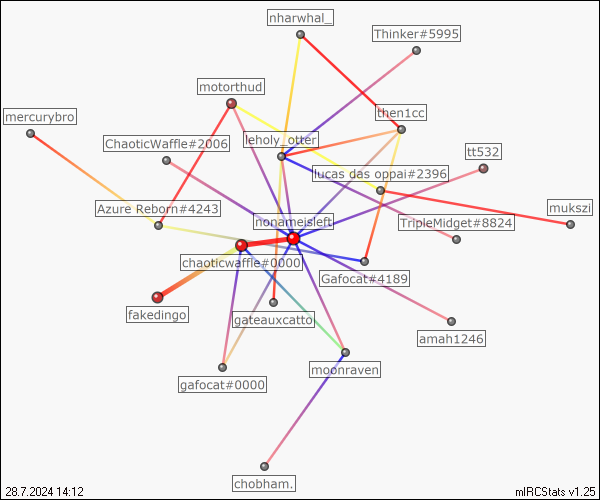 nharwhal_
Thinker#5995
motorthud
mercurybro
then1cc
ChaoticWaffle#2006
leholy_otter
tt532
lucas das oppai#2396
Azure Reborn#4243
nonameisleft
mukszi
TripleMidget#8824
chaoticwaffle#0000
Gafocat#4189
fakedingo
gateauxcatto
amah1246
moonraven
gafocat#0000
chobham.
28.7.2024 14:12
mIRCStats v1.25